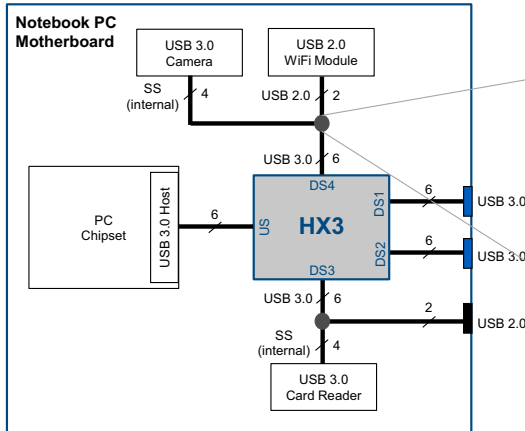 Notebook PC
Motherboard
USB 3.0
Camera
USB 2.0
WiFi Module
SS
(internal)
4
USB 2.0
2
USB 3.0
6
DS4
PC
Chipset
USB 3.0 Host
6
US
HX3
DS1
6
USB 3.0
DS2
6
USB 3.0
DS3
USB 3.0
6
2
USB 2.0
SS
(internal)
4
USB 3.0
Card Reader